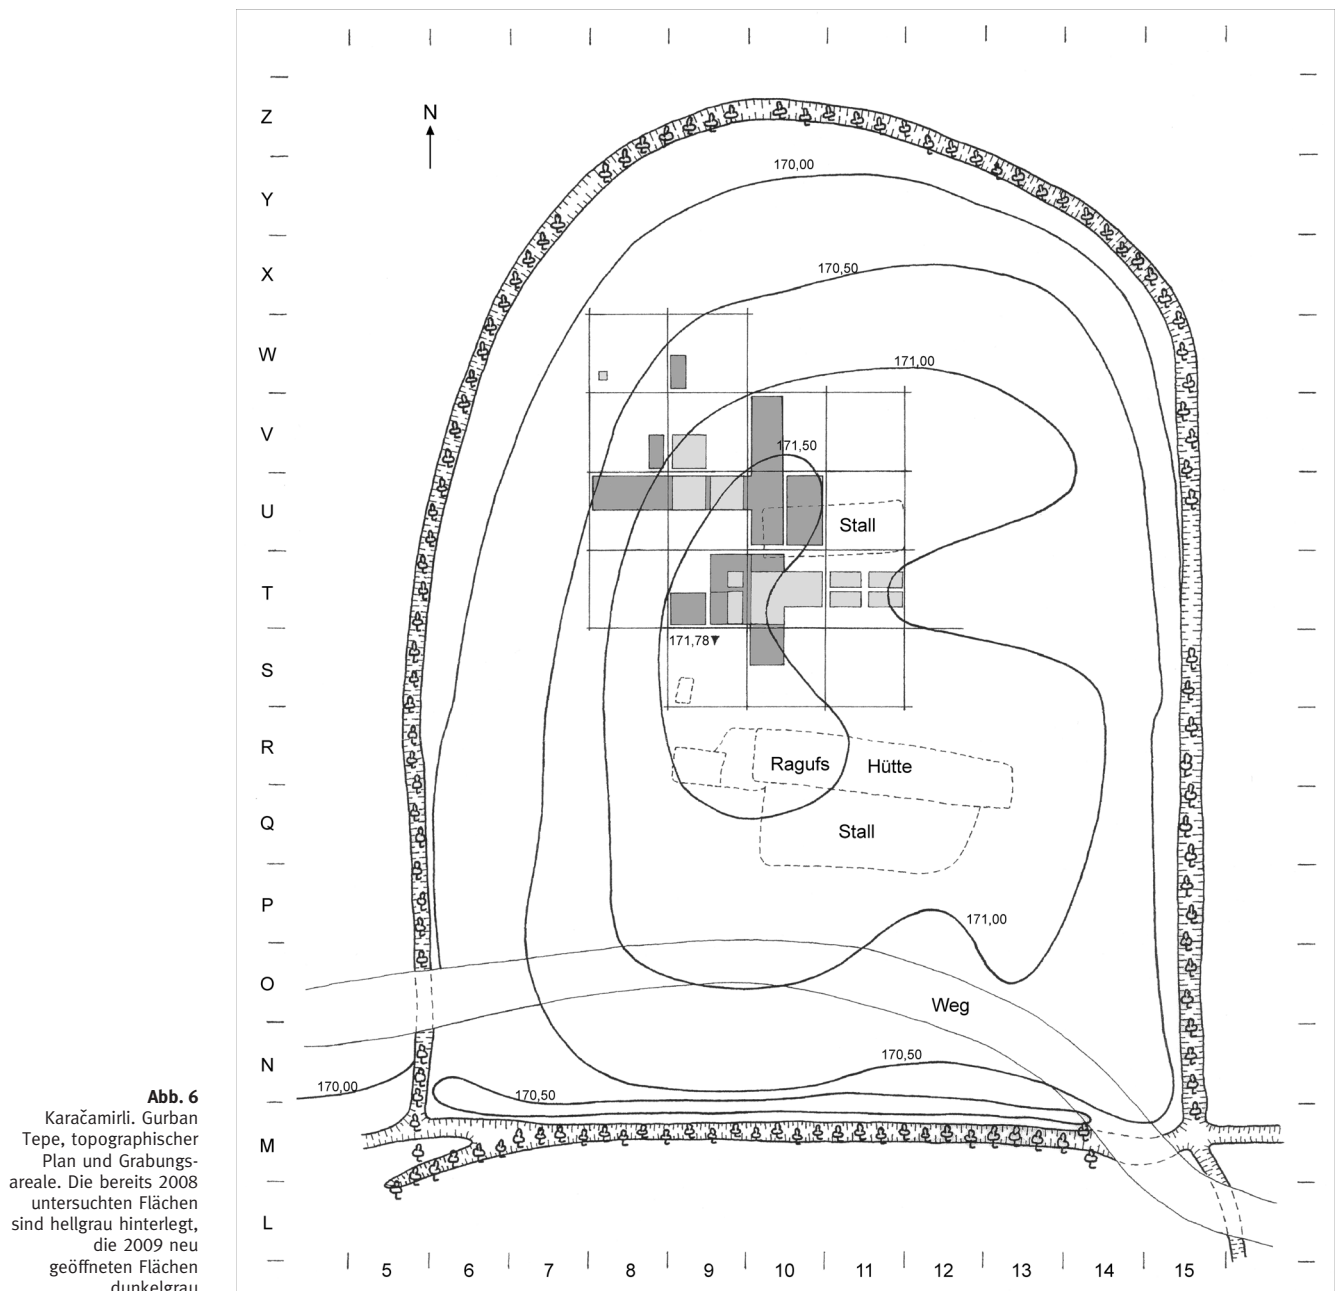 Z
N
170,00
Y
X
170,50
W
171,00
V
171,50
U
Stall
T
171,78
S
R
Ragufs
Hütte
Q
Stall
P
171,00
O
Weg
N
170,50
170,00
170,50
M
L
5 6 7 8 9 10 11 12 13 14 15
Abb. 6
Karačamirli. Gurban
Tepe, topographischer
Plan und Grabungs-
areale. Die bereits 2008
untersuchten Flächen
sind hellgrau hinterlegt,
die 2009 neu
geöffneten Flächen
dunkelgrau